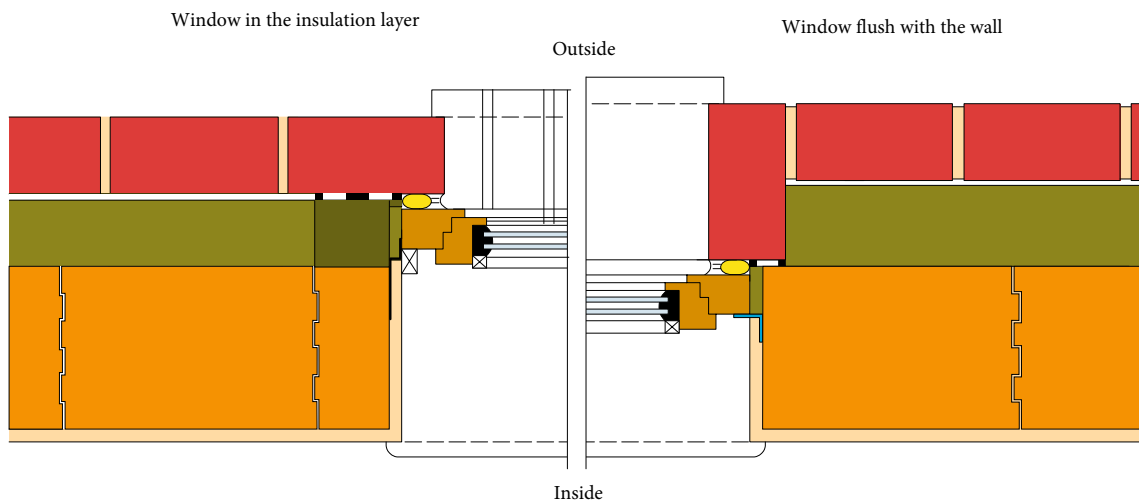 Window in the insulation layer
Window flush with the wall
Outside
Inside